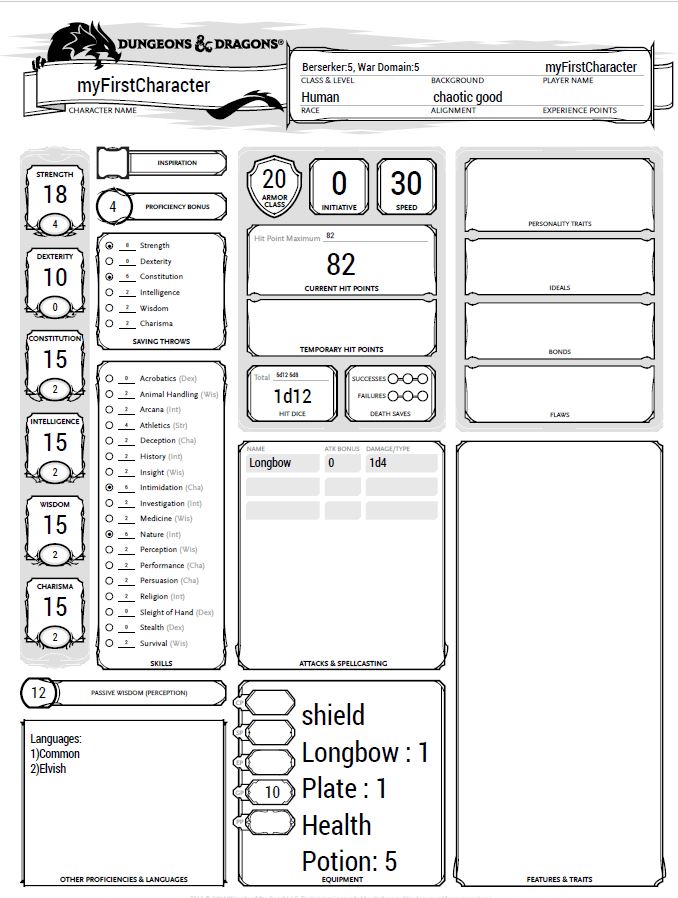 DUNGEONS & DRAGONS®
myFirstCharacter
CHARACTER NAME
Berserker:5, War Domain:5
myFirstCharacter
CLASS & LEVEL
BACKGROUND
PLAYER NAME
Human
chaotic good
RACE
ALIGNMENT
EXPERIENCE POINTS
STRENGTH
18
4
DEXTERITY
10
0
CONSTITUTION
15
2
INTELLIGENCE
15
2
WISDOM
15
2
CHARISMA
15
2
INSPIRATION
4
PROFICIENCY BONUS
8 Strength
0 Dexterity
6 Constitution
2 Intelligence
2 Wisdom
2 Charisma
SAVING THROWS
0 Acrobatics (Dex)
2 Animal Handling (Wis)
2 Arcana (Int)
4 Athletics (Str)
2 Deception (Cha)
2 History (Int)
2 Insight (Wis)
6 Intimidation (Cha)
2 Investigation (Int)
2 Medicine (Wis)
6 Nature (Int)
2 Perception (Wis)
2 Performance (Cha)
2 Persuasion (Cha)
2 Religion (Int)
0 Sleight of Hand (Dex)
0 Stealth (Dex)
2 Survival (Wis)
SKILLS
12
PASSIVE WISDOM (PERCEPTION)
Languages:
1)Common
2)Elvish
OTHER PROFICIENCIES & LANGUAGES
20
ARMOR
CLASS
0
INITIATIVE
30
SPEED
Hit Point Maximum 82
82
CURRENT HIT POINTS
TEMPORARY HIT POINTS
Total 5d12 5d8
1d12
HIT DICE
SUCCESSES
FAILURES
DEATH SAVES
NAME ATK BONUS DAMAGE/TYPE
Longbow 0 1d4
ATTACKS & SPELLCASTING
CP
SP
EP
GP 10
PP
shield
Longbow : 1
Plate : 1
Health
Potion: 5
EQUIPMENT
PERSONALITY TRAITS
IDEALS
BONDS
FLAWS
FEATURES & TRAITS